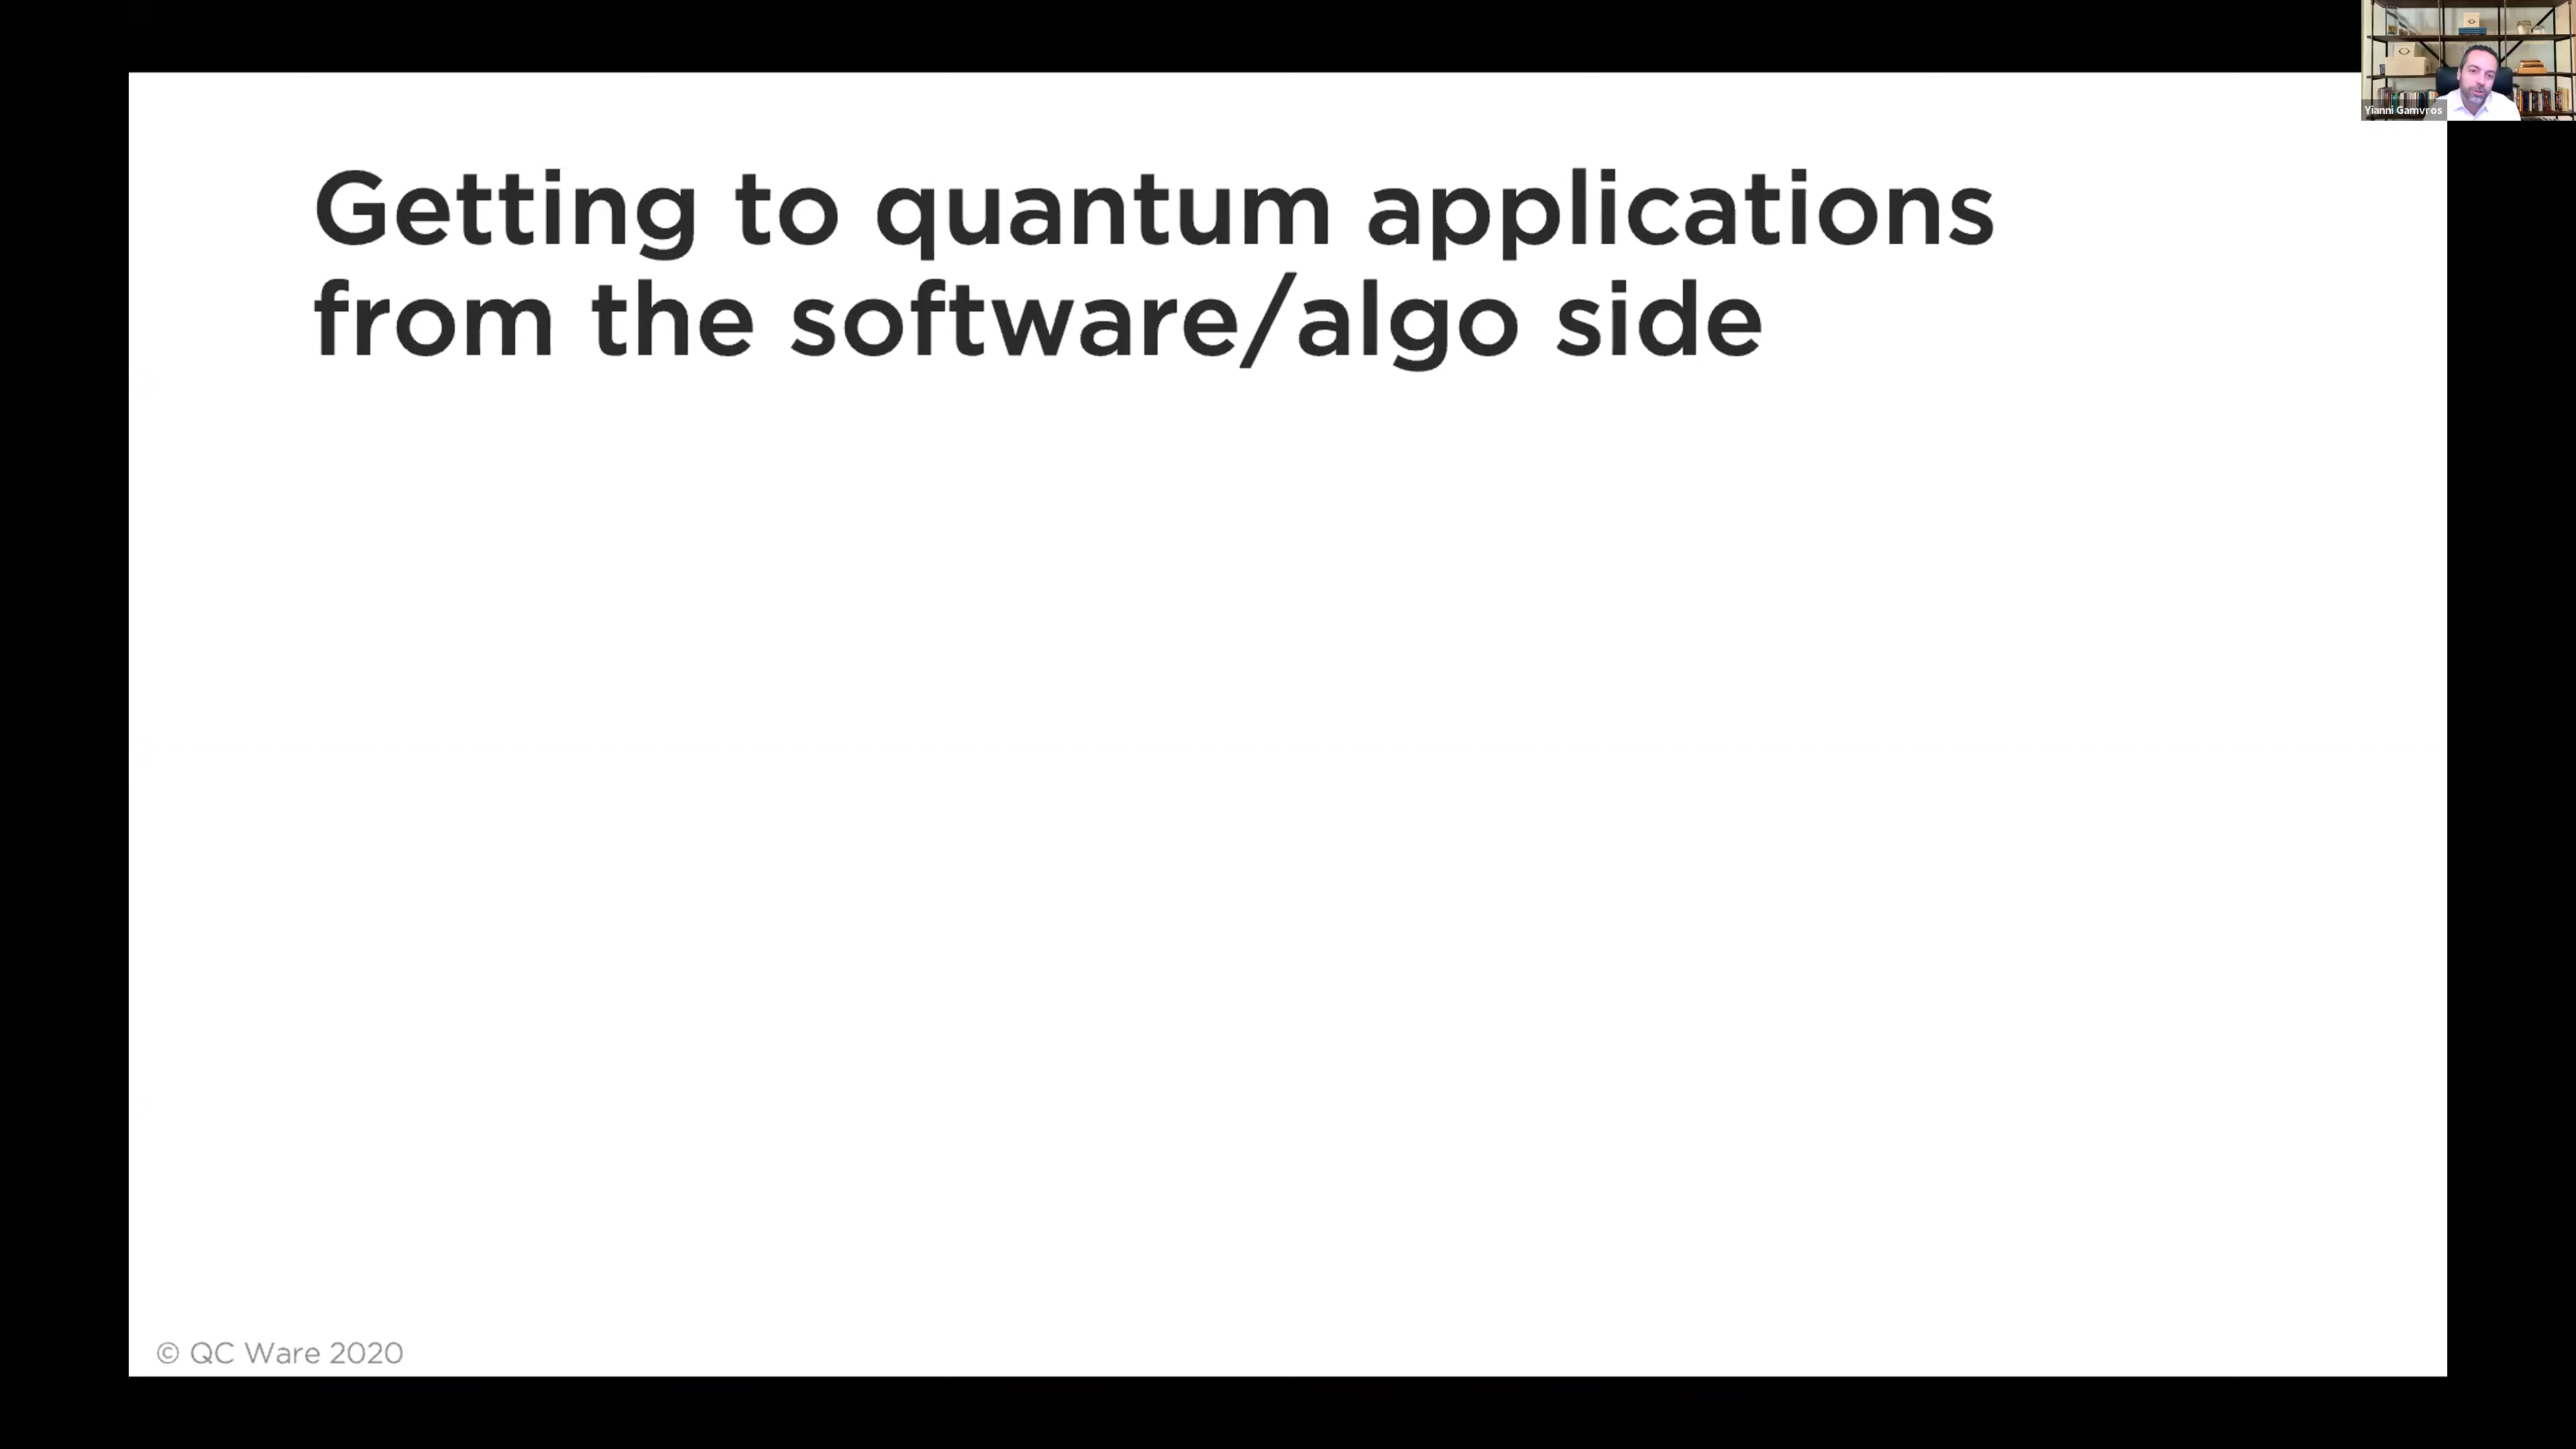 Yianni Gamvros
Getting to quantum applications
from the software/algo side
© QC Ware 2020